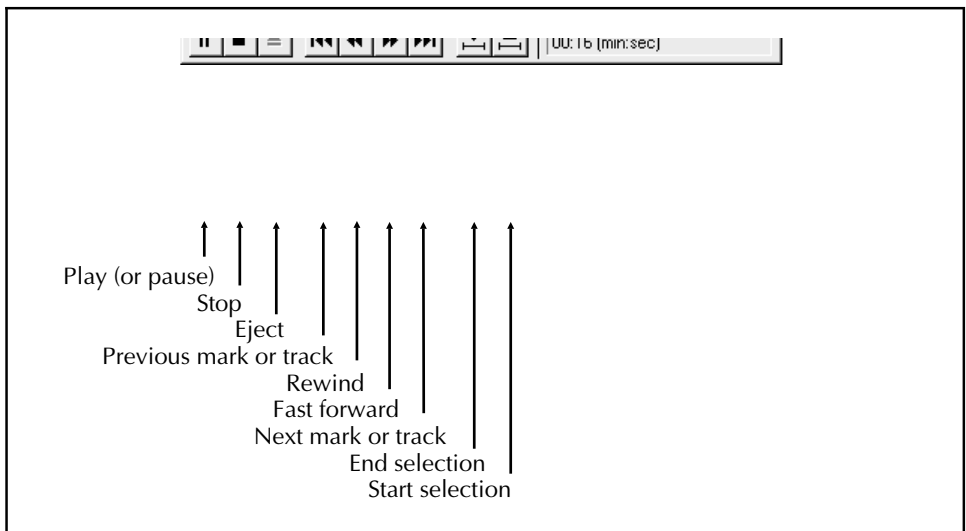 00:16 (min:sec)
Play (or pause)
Stop
Eject
Previous mark or track
Rewind
Fast forward
Next mark or track
End selection
Start selection